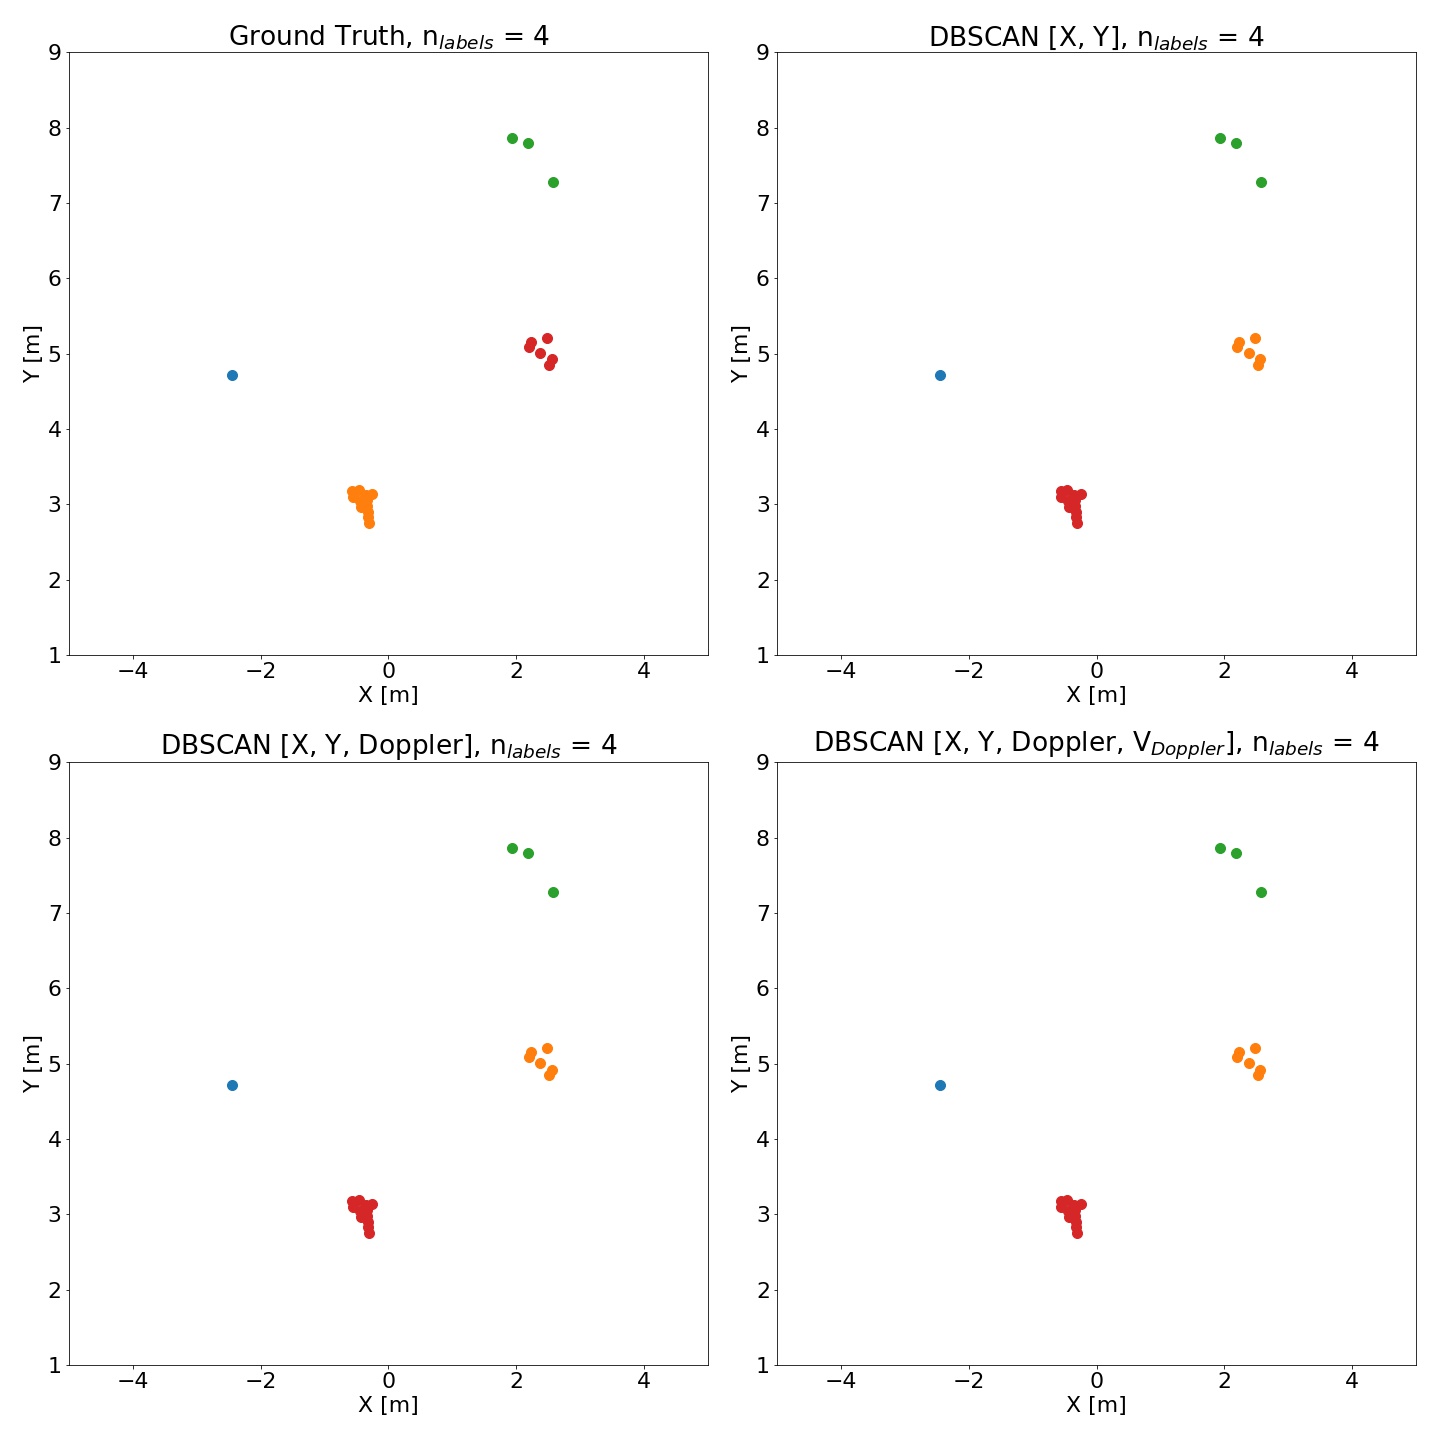 Ground Truth, n_labels = 4
9
8
7
6
5
4
3
2
1
Y [m]
−4 −2 0 2 4
X [m]
DBSCAN [X, Y], n_labels = 4
9
8
7
6
5
4
3
2
1
Y [m]
−4 −2 0 2 4
X [m]
DBSCAN [X, Y, Doppler], n_labels = 4
9
8
7
6
5
4
3
2
1
Y [m]
−4 −2 0 2 4
X [m]
DBSCAN [X, Y, Doppler, V_Doppler], n_labels = 4
9
8
7
6
5
4
3
2
1
Y [m]
−4 −2 0 2 4
X [m]